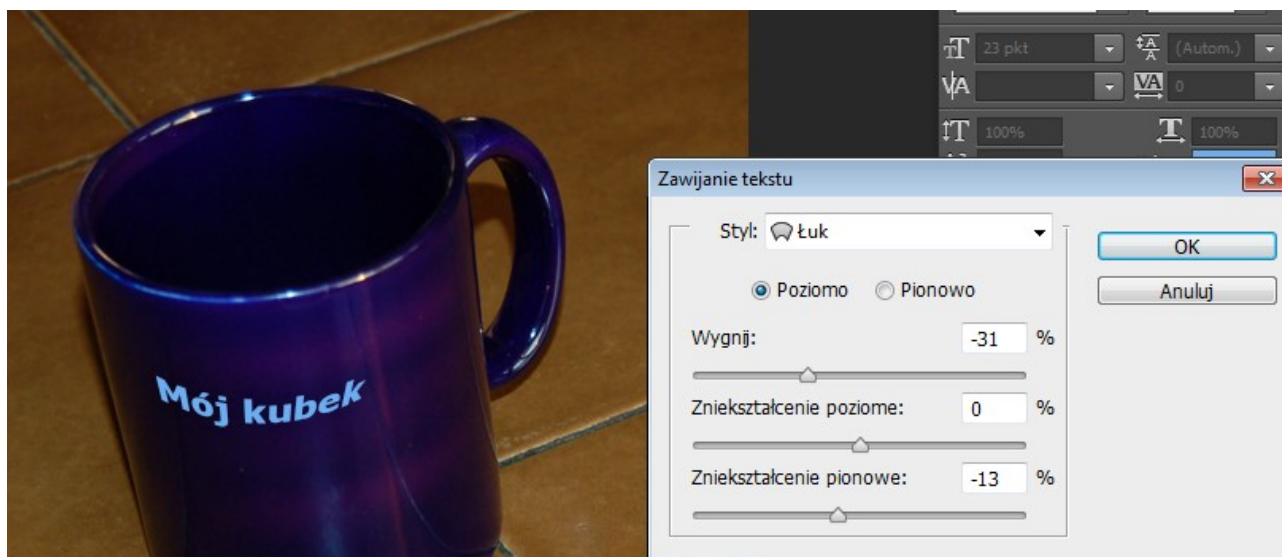 23 pkt
(Autom.)
0
100%
100%
Zawijanie tekstu
Styl: Łuk
OK
Poziomo
Pionowo
Anuluj
Wygnij: -31 %
Zniekształcenie poziome: 0 %
Zniekształcenie pionowe: -13 %
Mój kubek